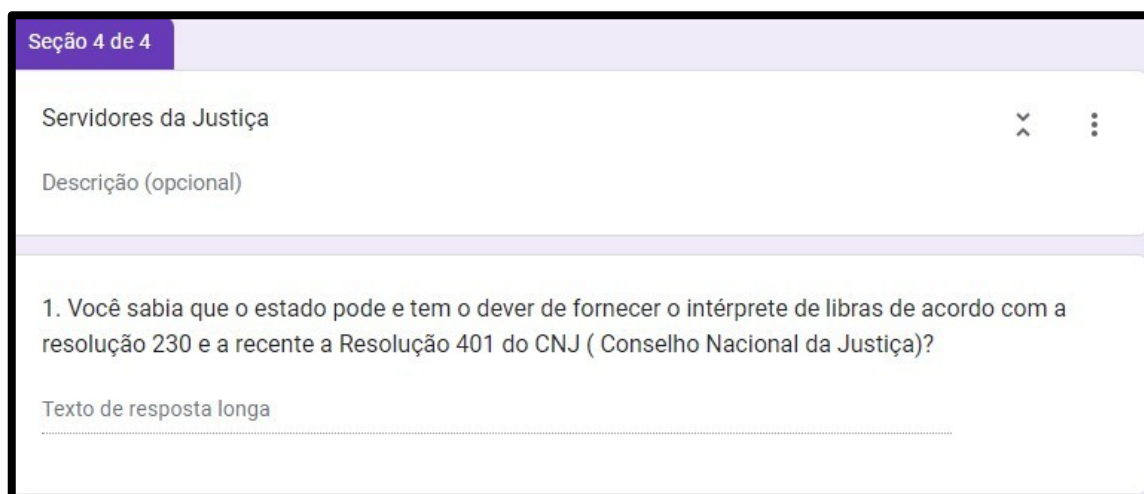 Seção 4 de 4
Servidores da Justiça
Descrição (opcional)
1. Você sabia que o estado pode e tem o dever de fornecer o intérprete de libras de acordo com a
resolução 230 e a recente a Resolução 401 do CNJ ( Conselho Nacional da Justiça)?
Texto de resposta longa